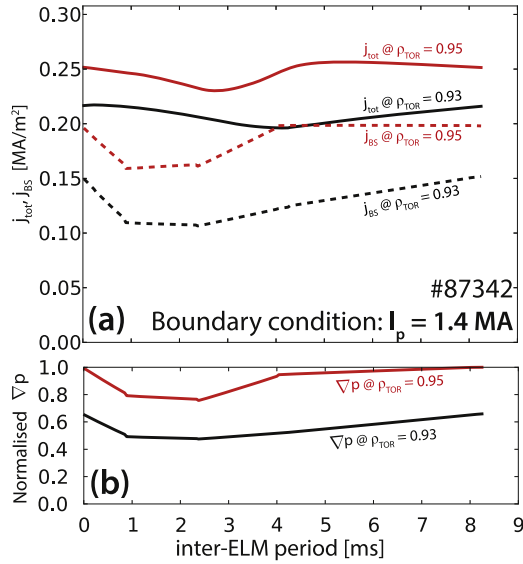 (a)
0.30
0.25
0.20
0.15
0.10
0.05
0.00
j_tot, j_BS [MA/m²]
j_tot @ ρ_TOR = 0.95
j_tot @ ρ_TOR = 0.93
j_BS @ ρ_TOR = 0.95
j_BS @ ρ_TOR = 0.93
#87342
Boundary condition: I_p = 1.4 MA
1.0
0.8
0.6
0.4
0.2
0.0
Normalised ∇p
∇p @ ρ_TOR = 0.95
∇p @ ρ_TOR = 0.93
(b)
0 1 2 3 4 5 6 7 8 9
inter-ELM period [ms]